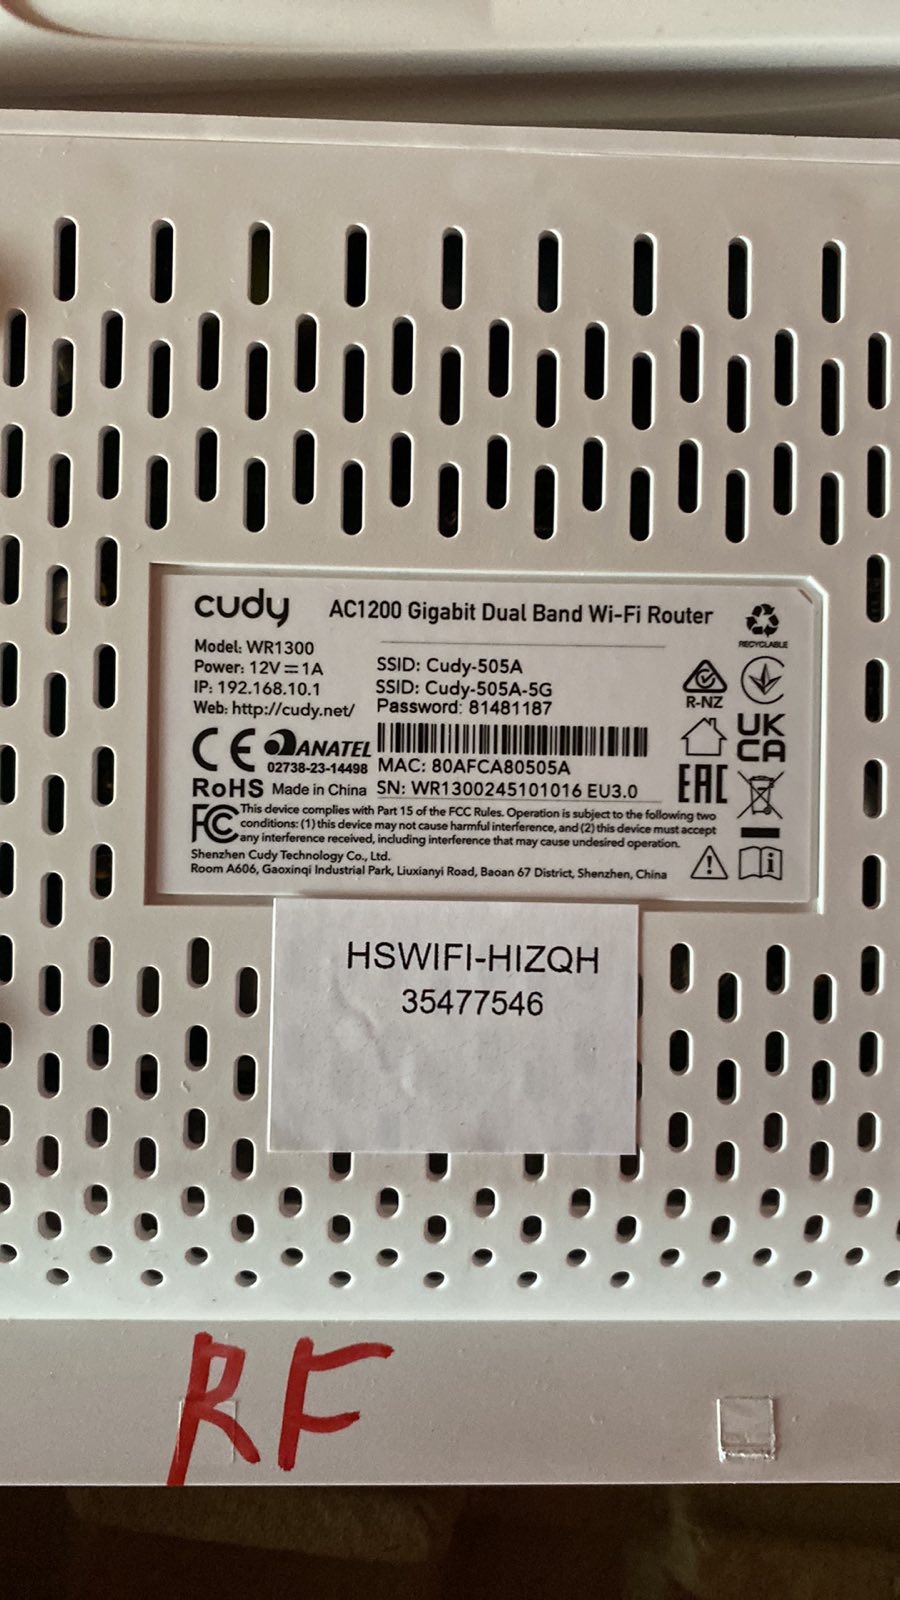 cudy AC1200 Gigabit Dual Band Wi-Fi Router
RECYCLABLE
Model: WR1300
Power: 12V⎓1A
IP: 192.168.10.1
Web: http://cudy.net/
SSID: Cudy-505A
SSID: Cudy-505A-5G
Password: 81481187
R-NZ
UK
CA
CE ANATEL
02738-23-14498
MAC: 80AFCA80505A
RoHS Made in China SN: WR1300245101016 EU3.0
EAC
FC This device complies with Part 15 of the FCC Rules. Operation is subject to the following two
conditions: (1) this device may not cause harmful interference, and (2) this device must accept
any interference received, including interference that may cause undesired operation.
Shenzhen Cudy Technology Co., Ltd.
Room A606, Gaoxinqi Industrial Park, Liuxianyi Road, Baoan 67 District, Shenzhen, China
HSWIFI-HIZQH
35477546
RF